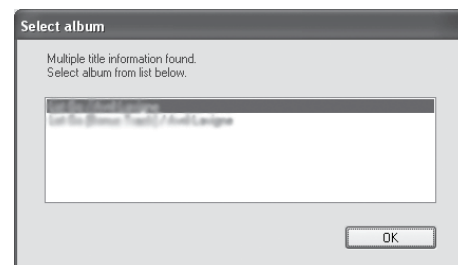 Select album
Multiple title information found.
Select album from list below.
OK